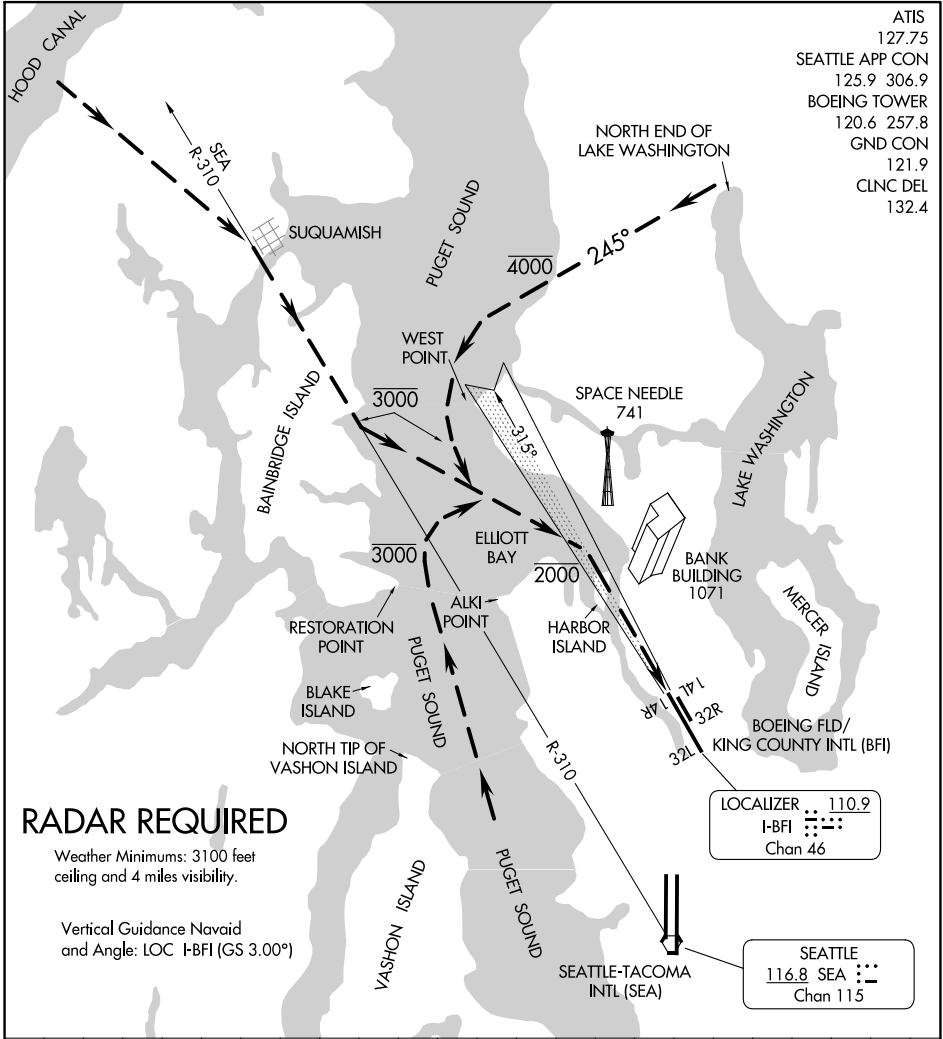 ATIS
127.75
SEATTLE APP CON
125.9 306.9
BOEING TOWER
120.6 257.8
GND CON
121.9
CLNC DEL
132.4
HOOD CANAL
SEA
R-310
SUQUAMISH
PUGET SOUND
NORTH END OF
LAKE WASHINGTON
4000
245°
WEST
POINT
3000
BAINBRIDGE ISLAND
315°
SPACE NEEDLE
741
LAKE WASHINGTON
3000
ELLIOTT
BAY
2000
BANK
BUILDING
1071
RESTORATION
POINT
ALKI
POINT
HARBOR
ISLAND
MERCER
ISLAND
PUGET SOUND
BLAKE
ISLAND
NORTH TIP OF
VASHON ISLAND
14L
14R
32R
32L
BOEING FLD/
KING COUNTY INTL (BFI)
R-310
LOCALIZER 110.9
I-BFI
Chan 46
RADAR REQUIRED
Weather Minimums: 3100 feet
ceiling and 4 miles visibility.
Vertical Guidance Navaid
and Angle: LOC I-BFI (GS 3.00°)
VASHON ISLAND
PUGET SOUND
SEATTLE-TACOMA
INTL (SEA)
SEATTLE
116.8 SEA
Chan 115